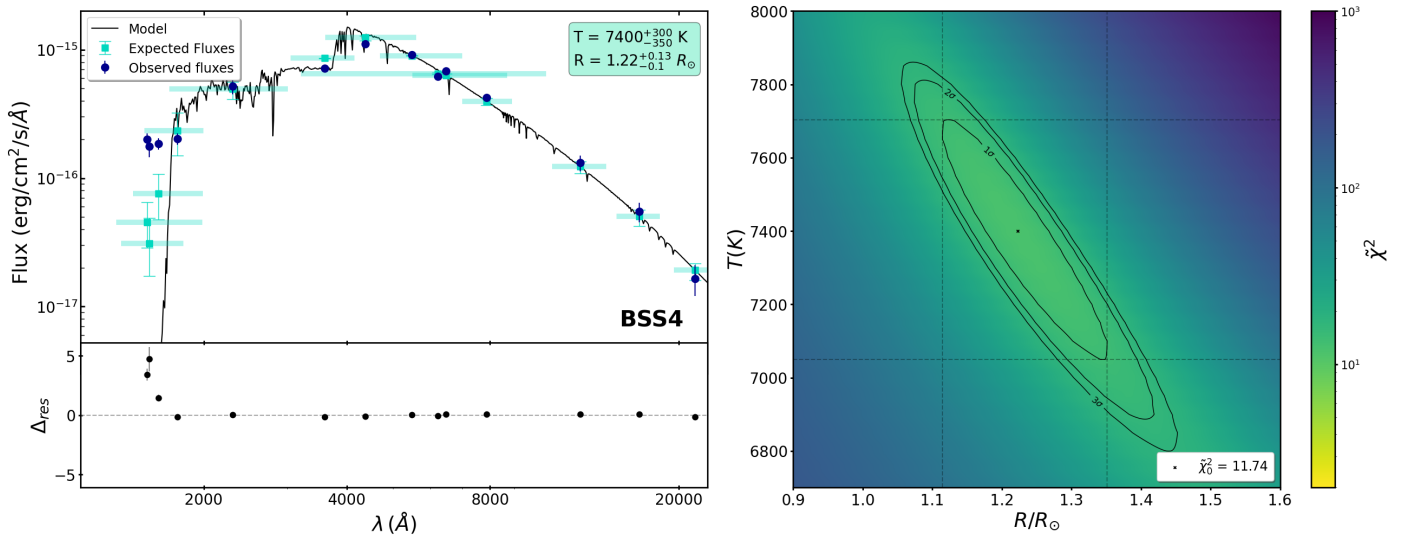 Model
Expected Fluxes
Observed fluxes
T = 7400^{+300}_{-350} K
R = 1.22^{+0.13}_{-0.1} R_⊙
BSS4
Flux (erg/cm²/s/Å)
10⁻¹⁵
10⁻¹⁶
10⁻¹⁷
Δ_{res}
5
0
−5
2000 4000 8000 20000
λ (Å)
T(K)
8000
7800
7600
7400
7200
7000
6800
2σ
1σ
3σ
χ̃²₀ = 11.74
0.9 1.0 1.1 1.2 1.3 1.4 1.5 1.6
R/R_⊙
10³
10²
10¹
χ̃²